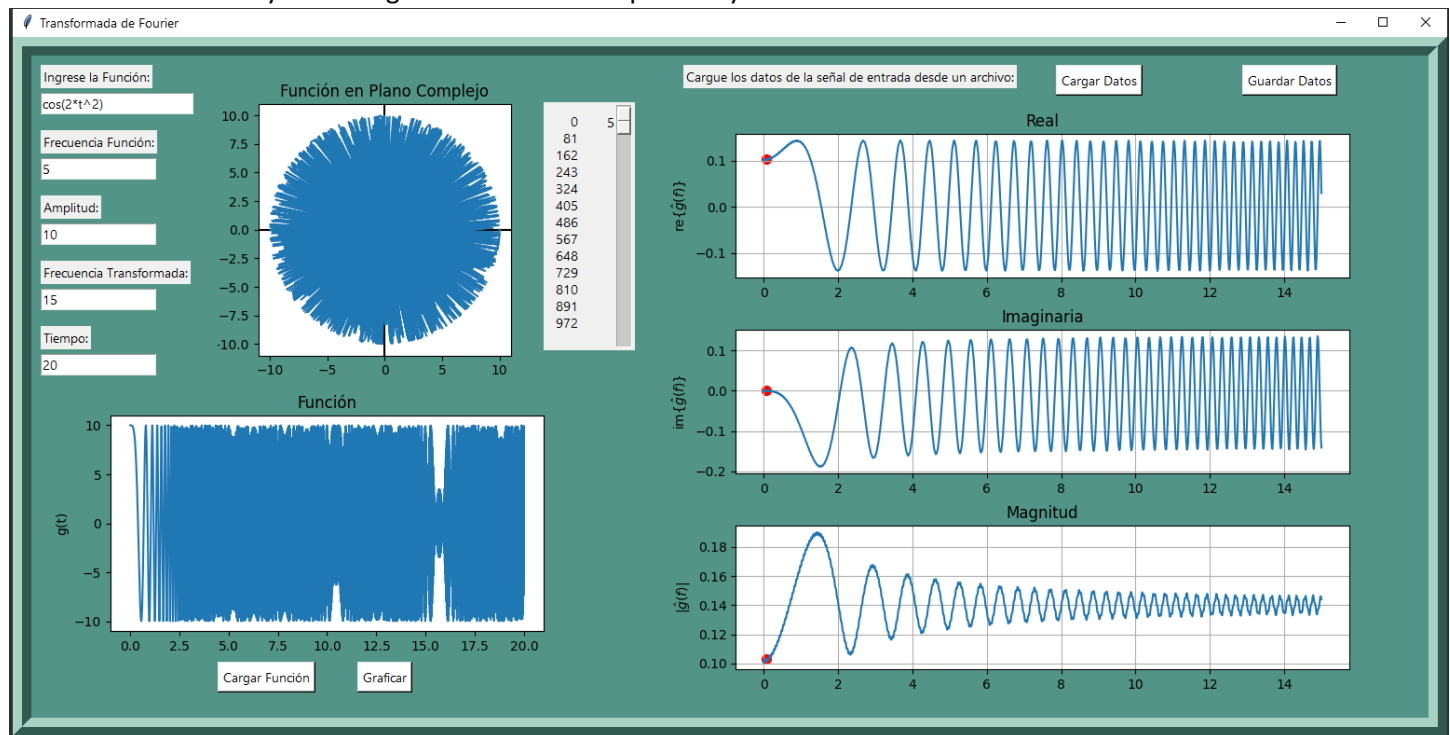 Transformada de Fourier
Ingrese la Función:
cos(2*t^2)
Frecuencia Función:
5
Amplitud:
10
Frecuencia Transformada:
15
Tiempo:
20
Función en Plano Complejo
10.0
7.5
5.0
2.5
0.0
−2.5
−5.0
−7.5
-10.0
−10 −5 0 5 10
0 5
81
162
243
324
405
486
567
648
729
810
891
972
Función
g(t)
10
5
0
−5
−10
0.0 2.5 5.0 7.5 10.0 12.5 15.0 17.5 20.0
Cargar Función Graficar
Cargue los datos de la señal de entrada desde un archivo: Cargar Datos Guardar Datos
Real
re{ĝ(f)}
0.1
0.0
−0.1
0 2 4 6 8 10 12 14
Imaginaria
im{ĝ(f)}
0.1
0.0
−0.1
−0.2
0 2 4 6 8 10 12 14
Magnitud
|ĝ(f)|
0.18
0.16
0.14
0.12
0.10
0 2 4 6 8 10 12 14